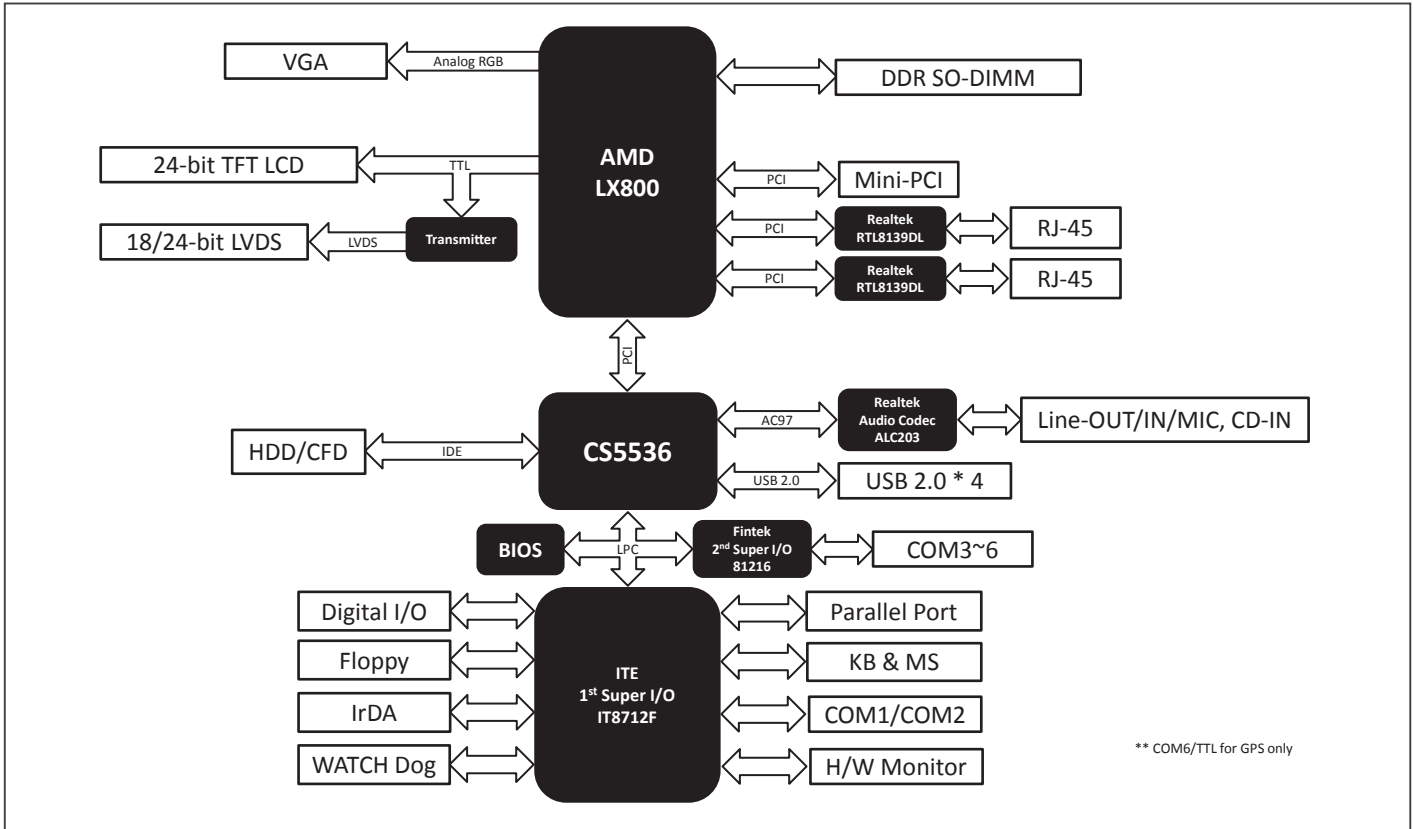 VGA
Analog RGB
DDR SO-DIMM
AMD
LX800
24-bit TFT LCD
TTL
PCI
Mini-PCI
18/24-bit LVDS
LVDS
Transmitter
PCI
Realtek
RTL8139DL
RJ-45
PCI
Realtek
RTL8139DL
RJ-45
PCI
HDD/CFD
IDE
CS5536
AC97
Realtek
Audio Codec
ALC203
Line-OUT/IN/MIC, CD-IN
USB 2.0
USB 2.0 * 4
BIOS
LPC
Fintek
2nd Super I/O
81216
COM3~6
Digital I/O
Floppy
IrDA
WATCH Dog
ITE
1st Super I/O
IT8712F
Parallel Port
KB & MS
COM1/COM2
H/W Monitor
** COM6/TTL for GPS only